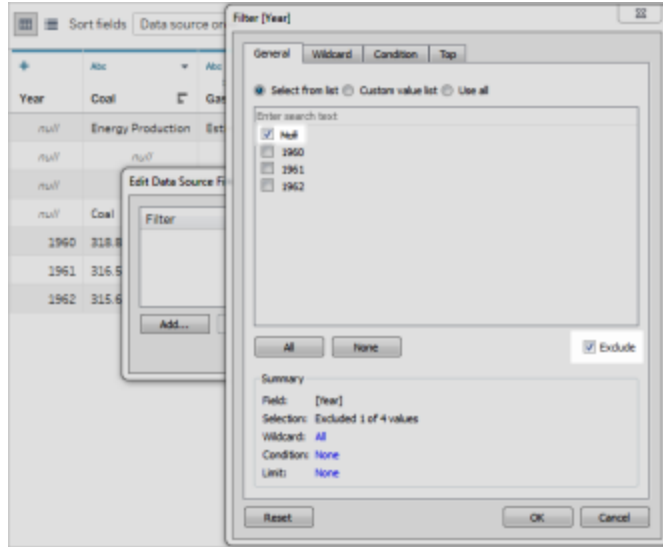 Sort fields Data source or
Abc
Abc
Year
Coal
Gas
null
Energy Production
Est
null
null
null
null
Coal
1960
318.8
1961
316.5
1962
315.6
Edit Data Source Fi
Filter
Add...
Filter [Year]
General
Wildcard
Condition
Top
Select from list
Custom value list
Use all
Enter search text
Null
1960
1961
1962
All
None
Exclude
Summary
Field: [Year]
Selection: Excluded 1 of 4 values
Wildcard: All
Condition: None
Limit: None
Reset
OK
Cancel